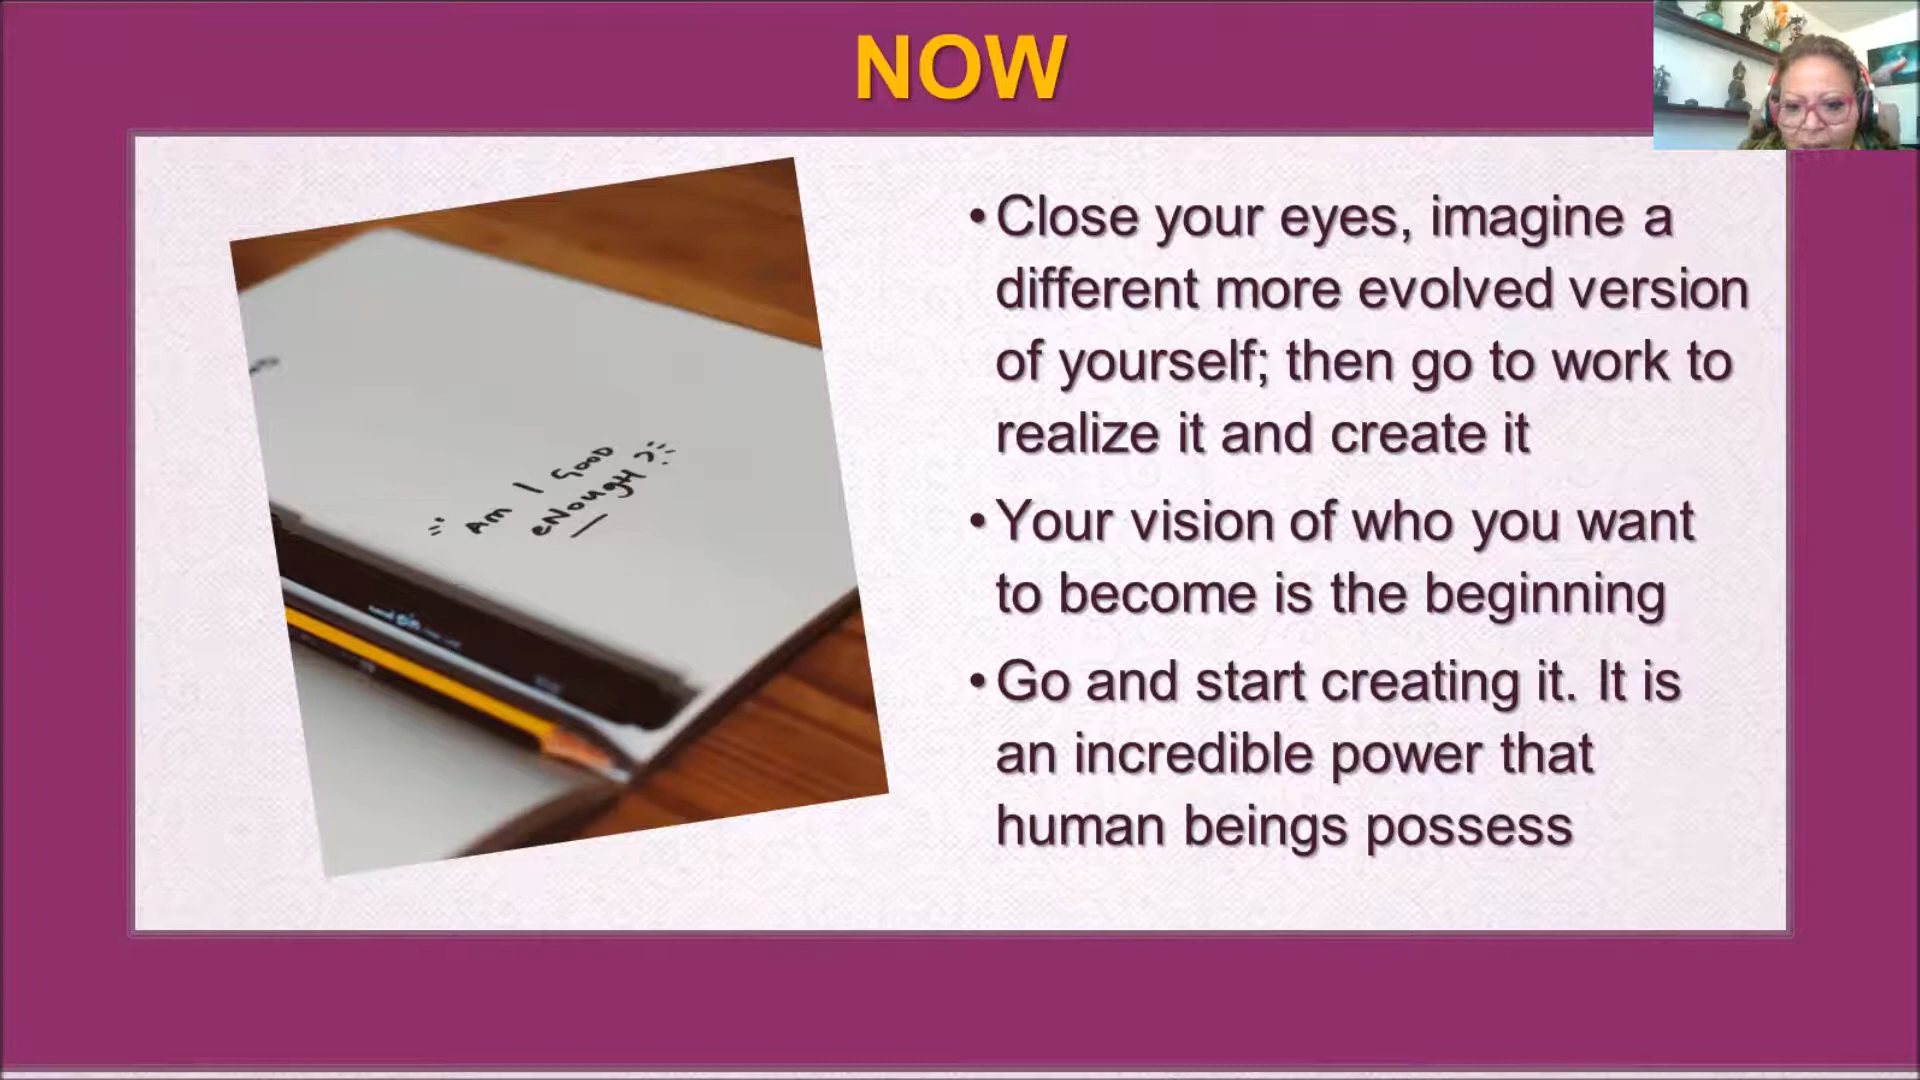 NOW
"Am I Good
eNough?"
•Close your eyes, imagine a
different more evolved version
of yourself; then go to work to
realize it and create it
•Your vision of who you want
to become is the beginning
•Go and start creating it. It is
an incredible power that
human beings possess